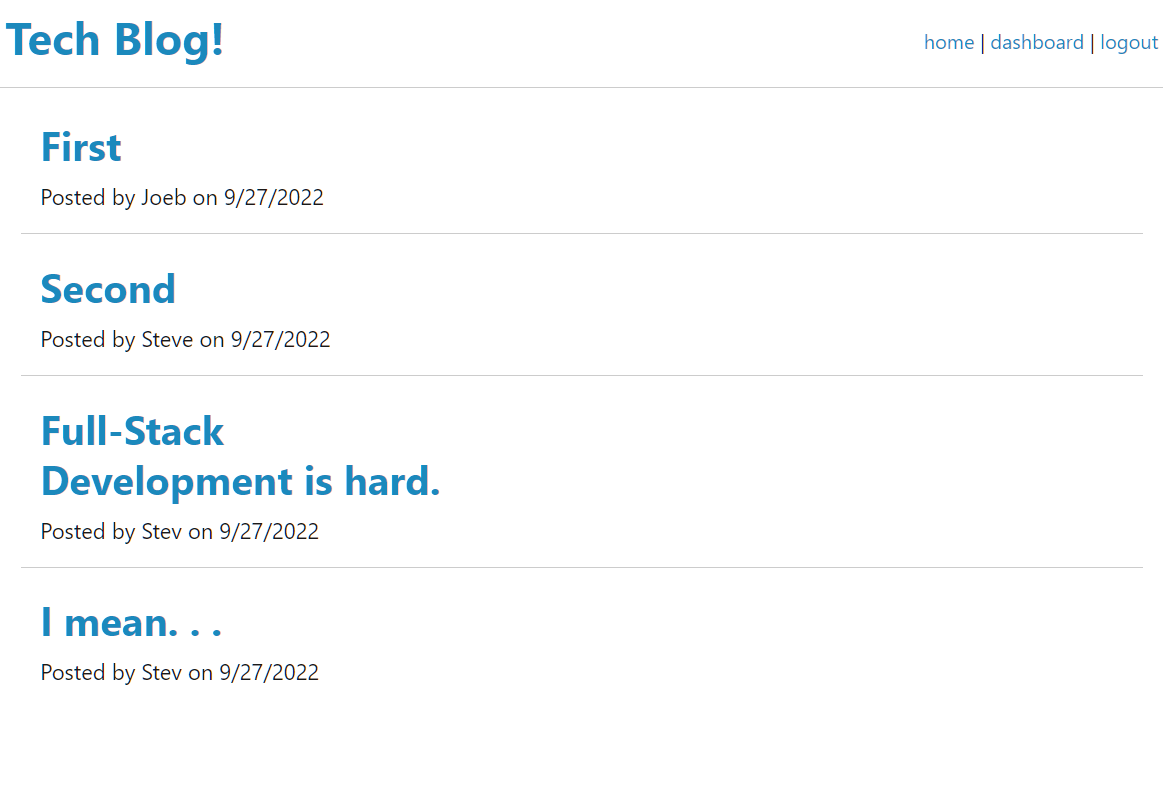 Tech Blog!
home | dashboard | logout
First
Posted by Joeb on 9/27/2022
Second
Posted by Steve on 9/27/2022
Full-Stack
Development is hard.
Posted by Stev on 9/27/2022
I mean. . .
Posted by Stev on 9/27/2022